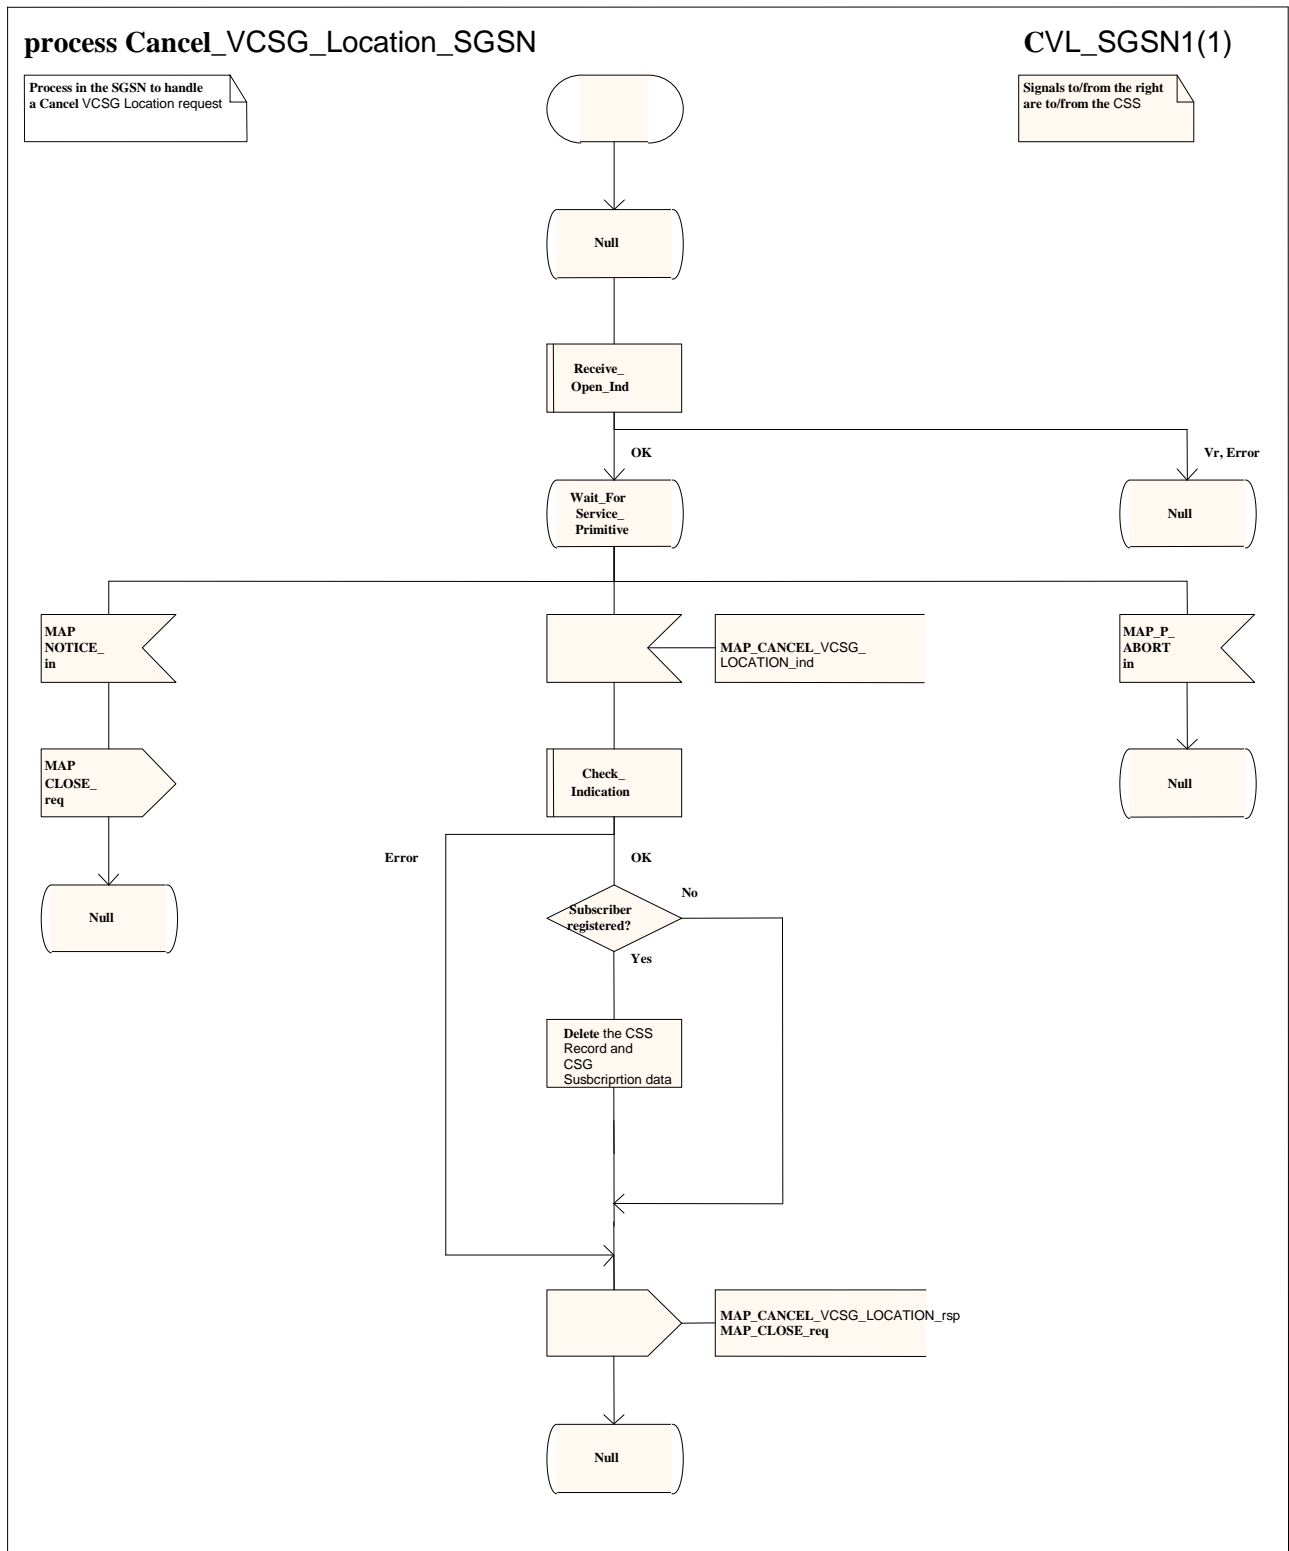 process Cancel_VCSG_Location_SGSN
CVL_SGSN1(1)
Process in the SGSN to handle
a Cancel VCSG Location request
Signals to/from the right
are to/from the CSS
Null
Receive_
Open_Ind
OK
Vr, Error
Wait_For
Service_
Primitive
Null
MAP
NOTICE_
in
MAP_CANCEL_VCSG_
LOCATION_ind
MAP_P_
ABORT
in
MAP
CLOSE_
req
Check_
Indication
Null
Error
OK
No
Null
Subscriber
registered?
Yes
Delete the CSS
Record and
CSG
Susbcriprtion data
MAP_CANCEL_VCSG_LOCATION_rsp
MAP_CLOSE_req
Null